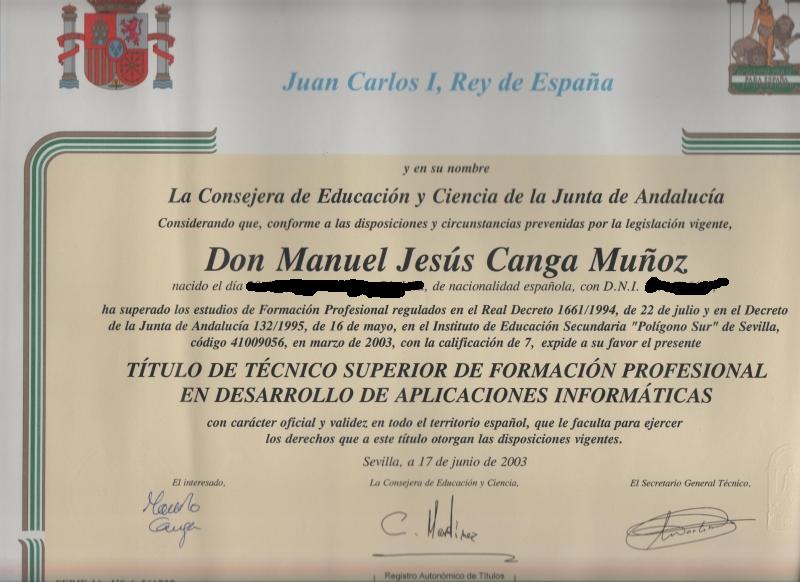 Juan Carlos I, Rey de España
PARA ESPAÑA
y en su nombre
La Consejera de Educación y Ciencia de la Junta de Andalucía
Considerando que, conforme a las disposiciones y circunstancias prevenidas por la legislación vigente,
Don Manuel Jesús Canga Muñoz
nacido el día , de nacionalidad española, con D.N.I.
ha superado los estudios de Formación Profesional regulados en el Real Decreto 1661/1994, de 22 de julio y en el Decreto
de la Junta de Andalucía 132/1995, de 16 de mayo, en el Instituto de Educación Secundaria "Polígono Sur" de Sevilla,
código 41009056, en marzo de 2003, con la calificación de 7, expide a su favor el presente
TÍTULO DE TÉCNICO SUPERIOR DE FORMACIÓN PROFESIONAL
EN DESARROLLO DE APLICACIONES INFORMÁTICAS
con carácter oficial y validez en todo el territorio español, que le faculta para ejercer
los derechos que a este título otorgan las disposiciones vigentes.
Sevilla, a 17 de junio de 2003
El interesado, La Consejera de Educación y Ciencia, El Secretario General Técnico,
Manolo
Canga
C. Martínez
Registro Autonómico de Títulos